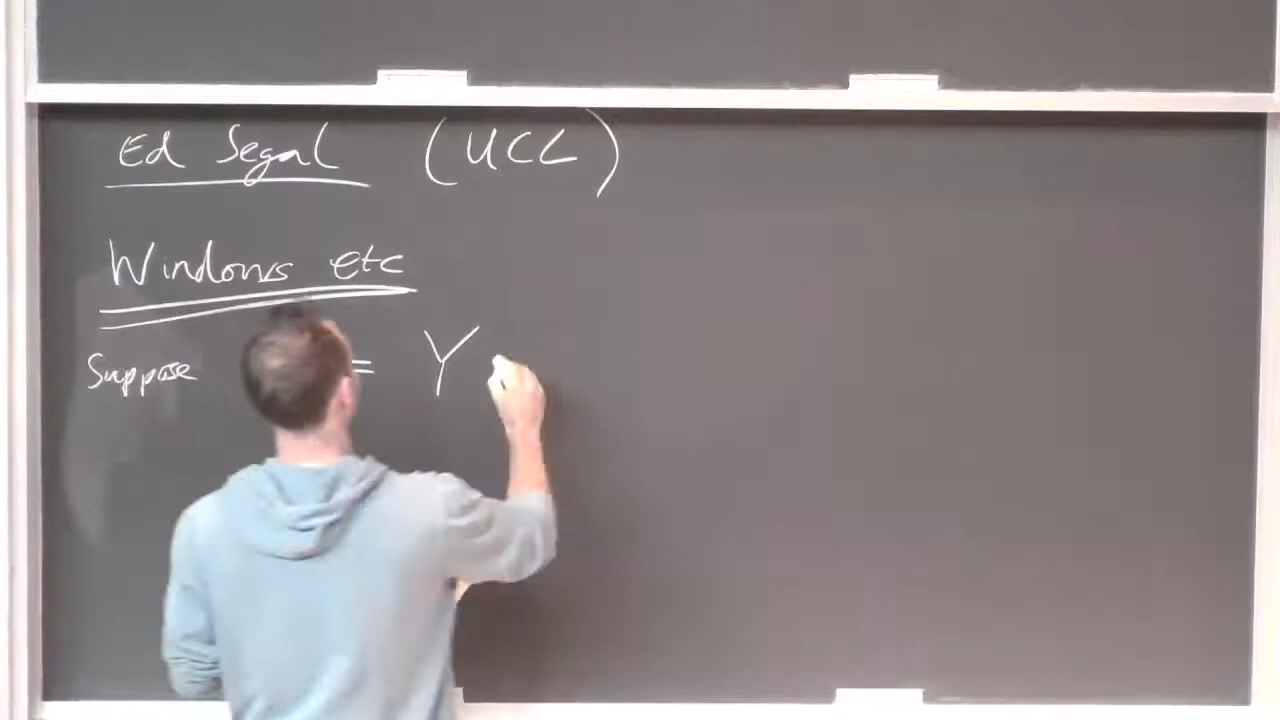 Ed Segal (UCL)
Windows etc
Suppose = Y